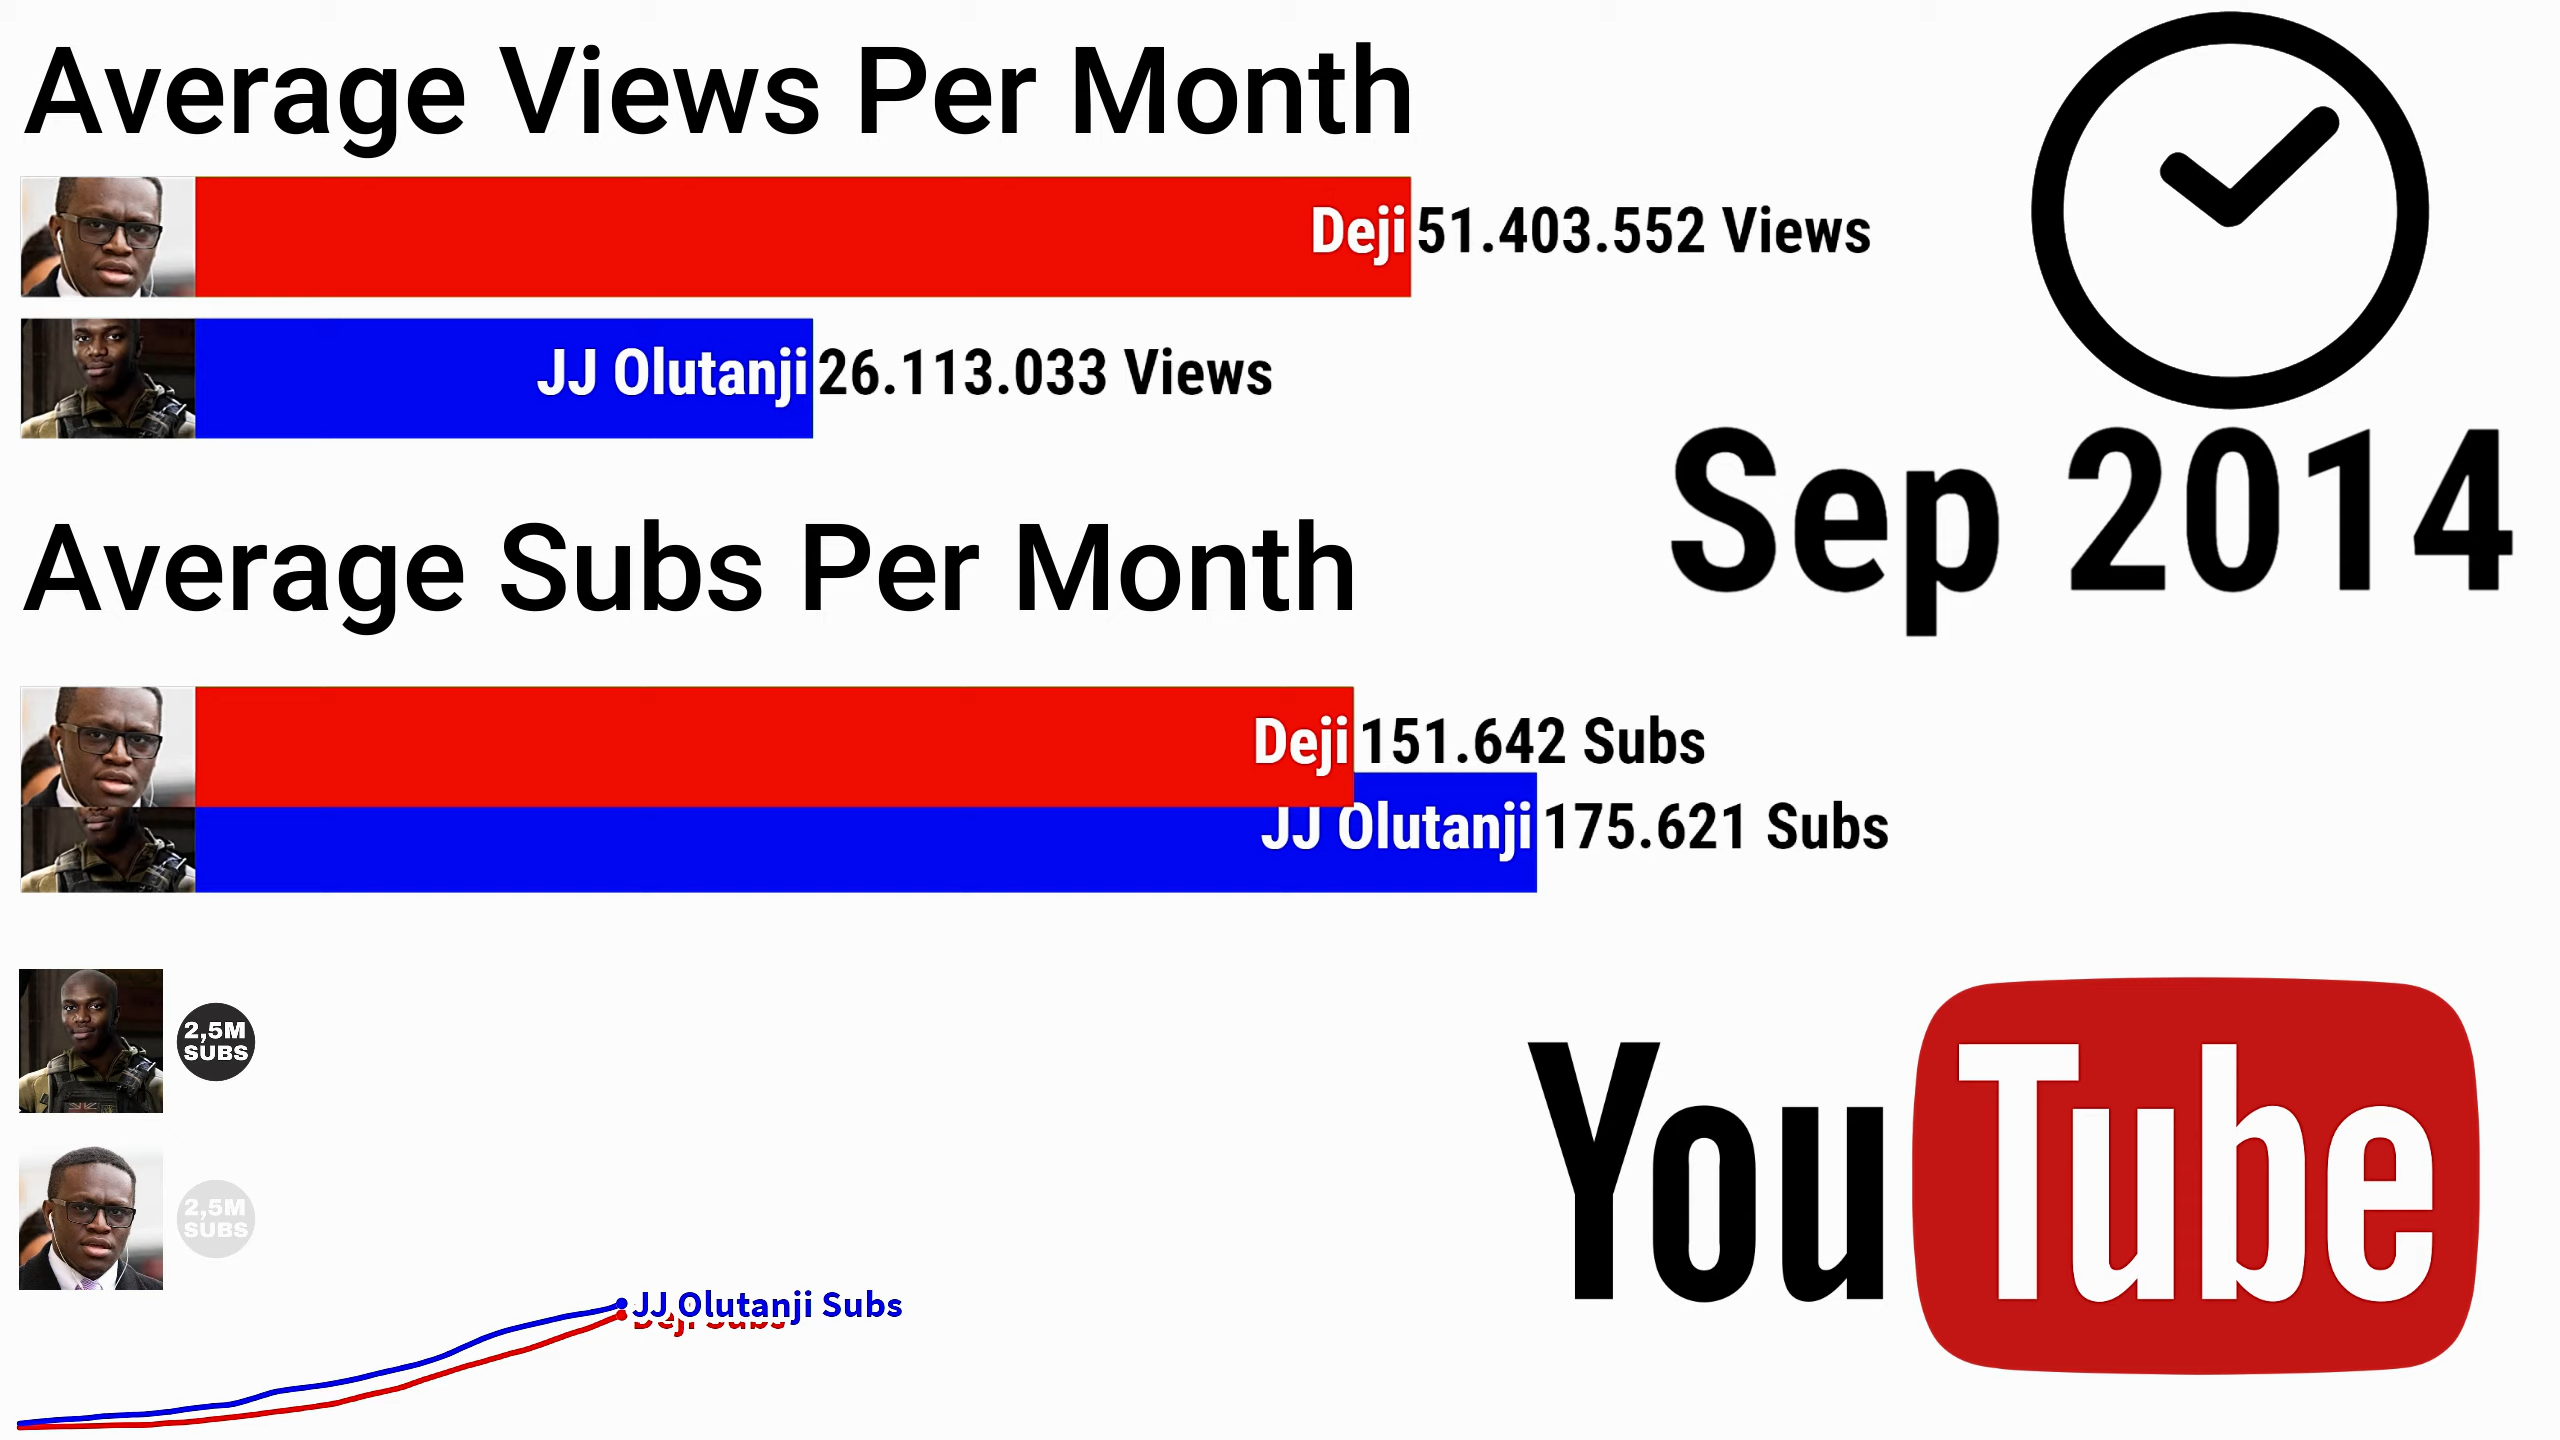 Average Views Per Month
Deji 51.403.552 Views
JJ Olutanji 26.113.033 Views
Sep 2014
Average Subs Per Month
Deji 151.642 Subs
JJ Olutanji 175.621 Subs
2,5M
SUBS
2,5M
SUBS
JJ Olutanji Subs
Deji Subs
YouTube